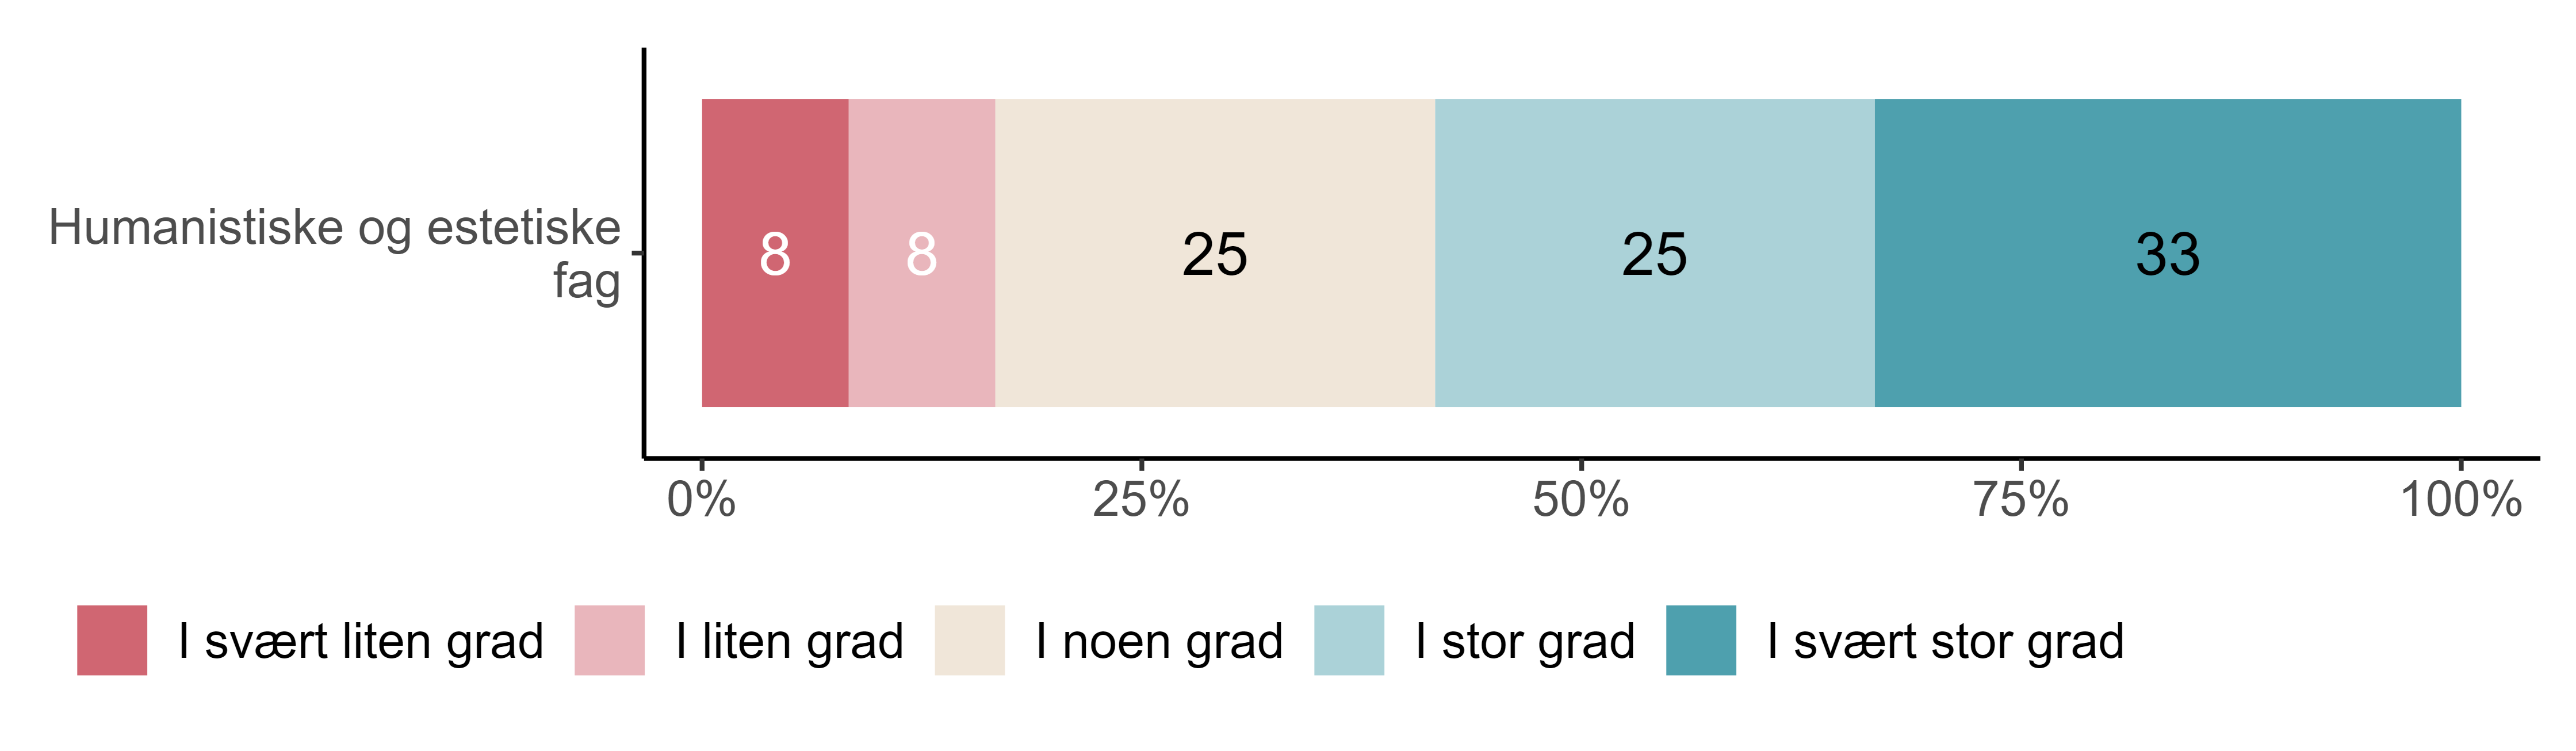 Humanistiske og estetiske
fag
8 8 25 25 33
0% 25% 50% 75% 100%
I svært liten grad I liten grad I noen grad I stor grad I svært stor grad